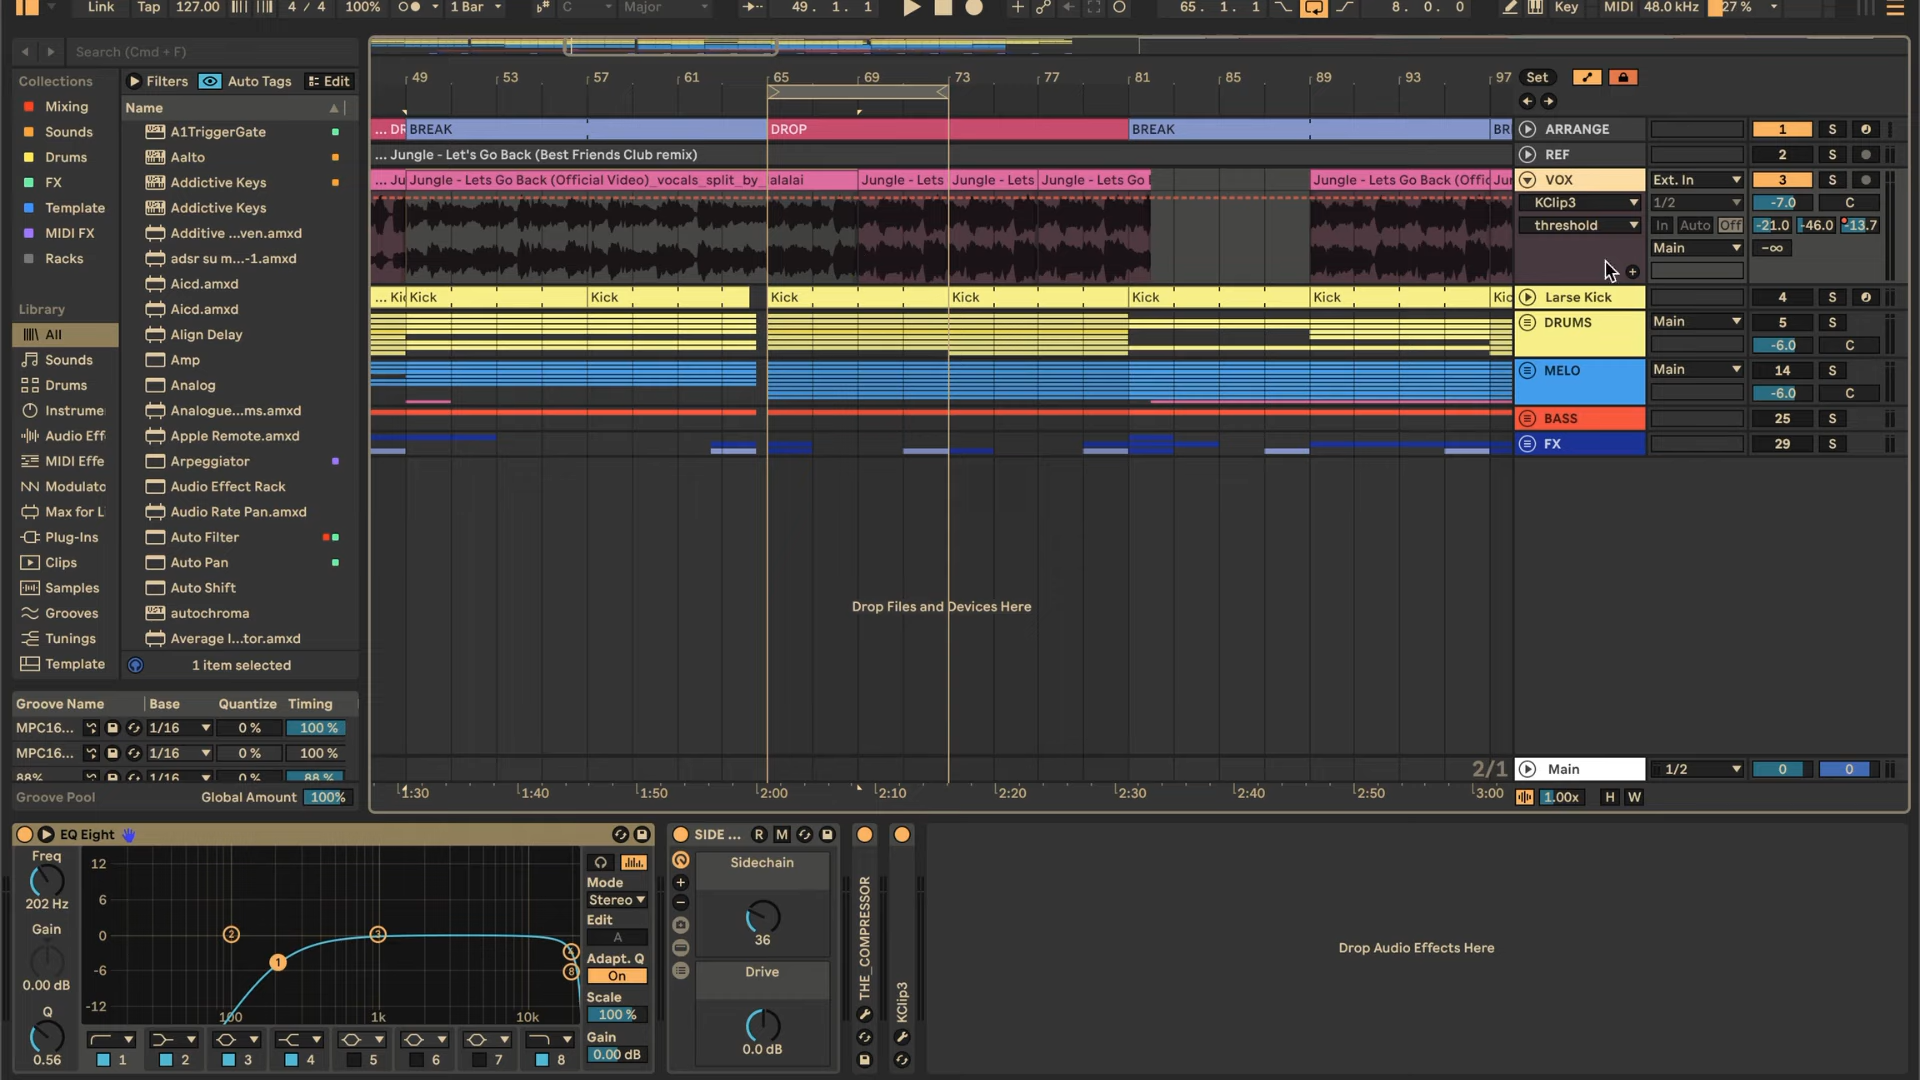 Link Tap 127.00 4 / 4 100% 1 Bar C Major 49. 1. 1 65. 1. 1 8. 0. 0 Key MIDI 48.0 kHz 27 %
Search (Cmd + F)
Collections
Mixing
Sounds
Drums
FX
Template
MIDI FX
Racks
Library
All
Sounds
Drums
Instrume
Audio Eff
MIDI Effe
Modulato
Max for L
Plug-Ins
Clips
Samples
Grooves
Tunings
Template
Filters Auto Tags Edit
Name
A1TriggerGate
Aalto
Addictive Keys
Addictive Keys
Additive ...ven.amxd
adsr su m...-1.amxd
Aicd.amxd
Aicd.amxd
Align Delay
Amp
Analog
Analogue...ms.amxd
Apple Remote.amxd
Arpeggiator
Audio Effect Rack
Audio Rate Pan.amxd
Auto Filter
Auto Pan
Auto Shift
autochroma
Average l...tor.amxd
1 item selected
Groove Name Base Quantize Timing
MPC16... 1/16 0 % 100 %
MPC16... 1/16 0 % 100 %
88% 1/16 0 % 88 %
Groove Pool Global Amount 100%
49 53 57 61 65 69 73 77 81 85 89 93 97 Set
... DR BREAK DROP BREAK BR ARRANGE 1 S
... Jungle - Let's Go Back (Best Friends Club remix) REF 2 S
... Ju Jungle - Lets Go Back (Official Video)_vocals_split_by_lalalai Jungle - Lets Jungle - Lets Jungle - Lets Go Jungle - Lets Go Back (Offic Jur VOX Ext. In 3 S
KClip3 1/2 -7.0 C
threshold In Auto Off -21.0 -46.0 -13.7
Main -∞
... Kic Kick Kick Kick Kick Kick Kick Kic Larse Kick 4 S
DRUMS Main 5 S
-6.0 C
MELO Main 14 S
-6.0 C
BASS 25 S
FX 29 S
Drop Files and Devices Here
2/1 Main 1/2 0 0
1:30 1:40 1:50 2:00 2:10 2:20 2:30 2:40 2:50 3:00 1.00x H W
EQ Eight
Freq
202 Hz
Gain
0.00 dB
Q
0.56
12
6
0
-6
-12
2 3 4
1 8
100 1k 10k
1 2 3 4 5 6 7 8
Mode
Stereo
Edit
A
Adapt. Q
On
Scale
100 %
Gain
0.00 dB
SIDE ... R M
Sidechain
36
Drive
0.0 dB
THE_COMPRESSOR
KClip3
Drop Audio Effects Here